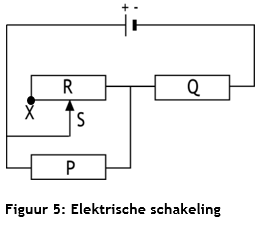 + -
R
Q
X
S
P
Figuur 5: Elektrische schakeling